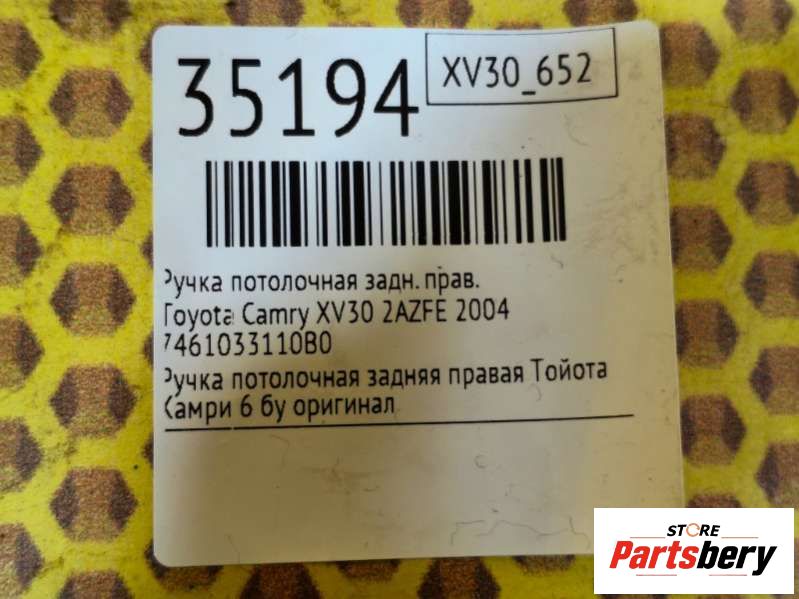 35194
XV30_652
Ручка потолочная задн. прав.
Toyota Camry XV30 2AZFE 2004
7461033110B0
Ручка потолочная задняя правая Тойота
Камри 6 бу оригинал
STORE
Partsbery